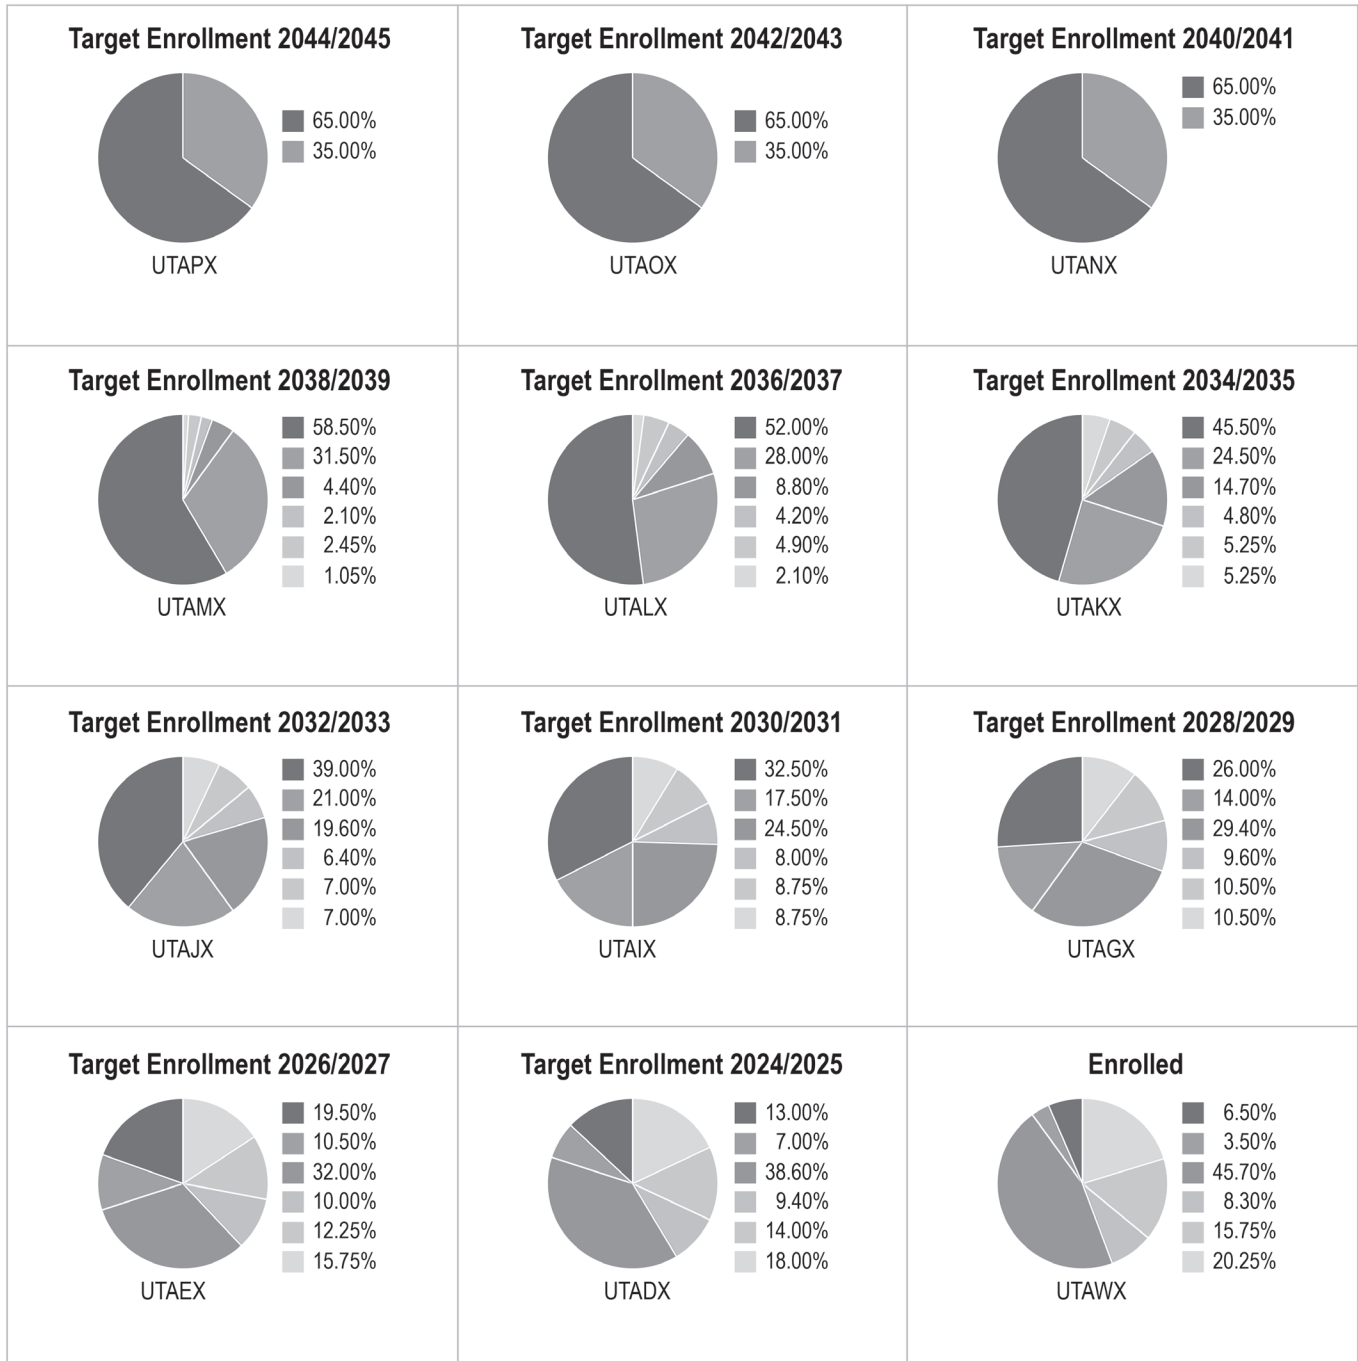 Target Enrollment 2044/2045
65.00%
35.00%
UTAPX
Target Enrollment 2042/2043
65.00%
35.00%
UTAOX
Target Enrollment 2040/2041
65.00%
35.00%
UTANX
Target Enrollment 2038/2039
58.50%
31.50%
4.40%
2.10%
2.45%
1.05%
UTAMX
Target Enrollment 2036/2037
52.00%
28.00%
8.80%
4.20%
4.90%
2.10%
UTALX
Target Enrollment 2034/2035
45.50%
24.50%
14.70%
4.80%
5.25%
5.25%
UTAKX
Target Enrollment 2032/2033
39.00%
21.00%
19.60%
6.40%
7.00%
7.00%
UTAJX
Target Enrollment 2030/2031
32.50%
17.50%
24.50%
8.00%
8.75%
8.75%
UTAIX
Target Enrollment 2028/2029
26.00%
14.00%
29.40%
9.60%
10.50%
10.50%
UTAGX
Target Enrollment 2026/2027
19.50%
10.50%
32.00%
10.00%
12.25%
15.75%
UTAEX
Target Enrollment 2024/2025
13.00%
7.00%
38.60%
9.40%
14.00%
18.00%
UTADX
Enrolled
6.50%
3.50%
45.70%
8.30%
15.75%
20.25%
UTAWX